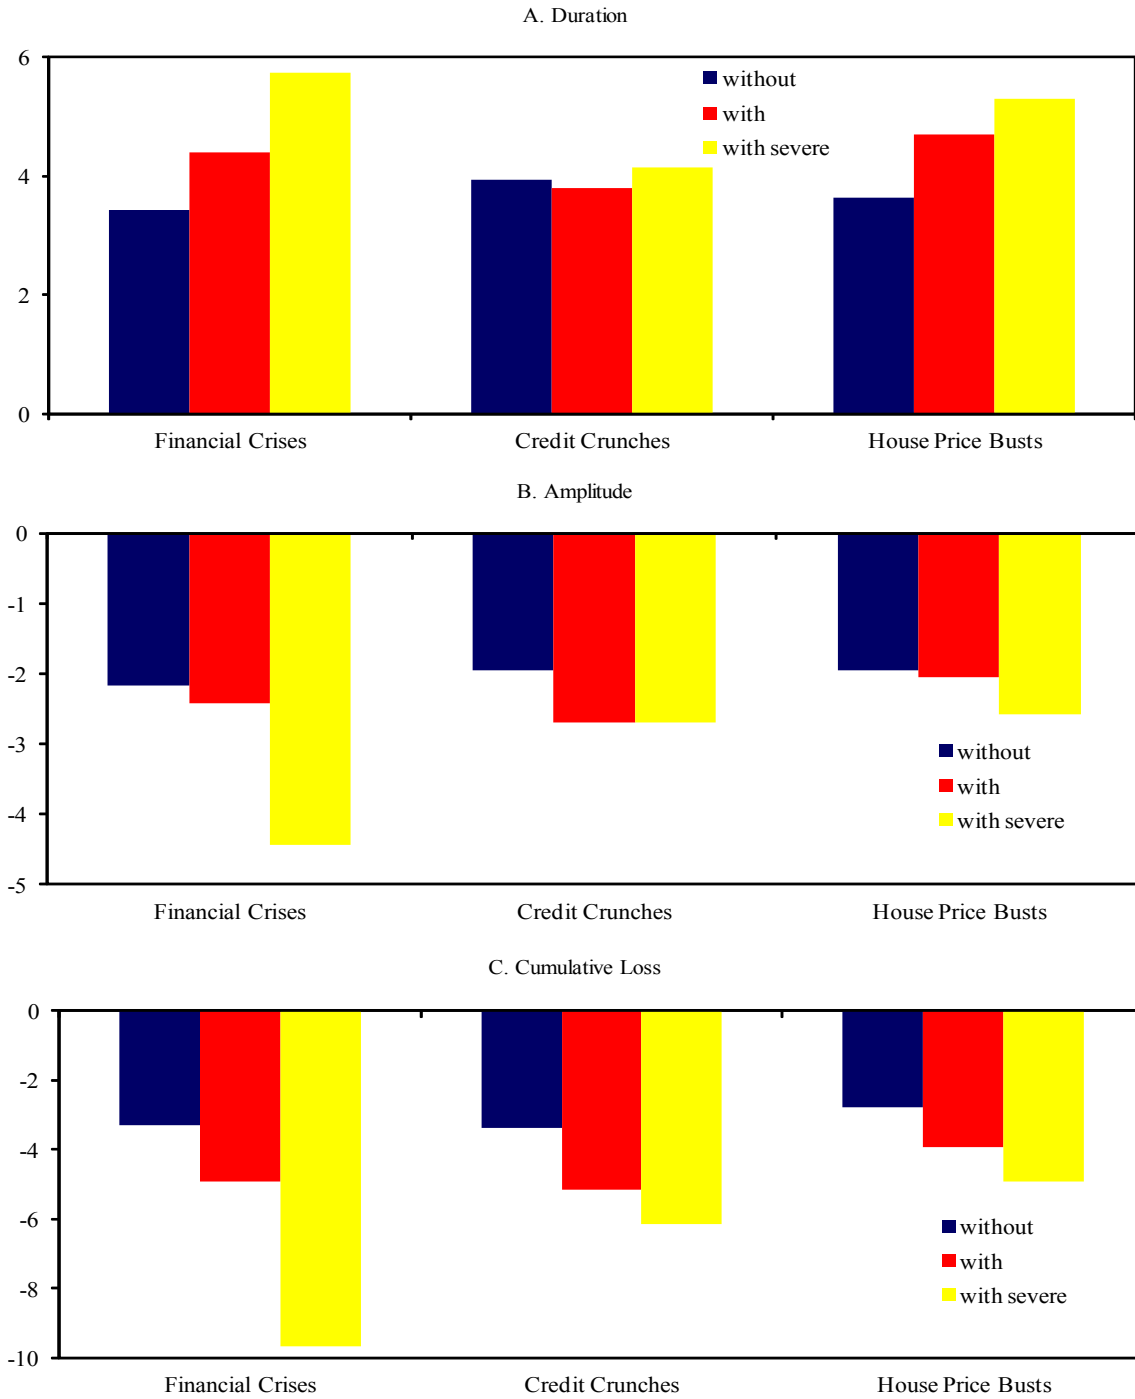 A. Duration
6
without
with
with severe
4
2
0
Financial Crises Credit Crunches House Price Busts
B. Amplitude
0
-1
-2
-3
without
with
-4
with severe
-5
Financial Crises Credit Crunches House Price Busts
C. Cumulative Loss
0
-2
-4
-6
without
with
-8
with severe
-10
Financial Crises Credit Crunches House Price Busts